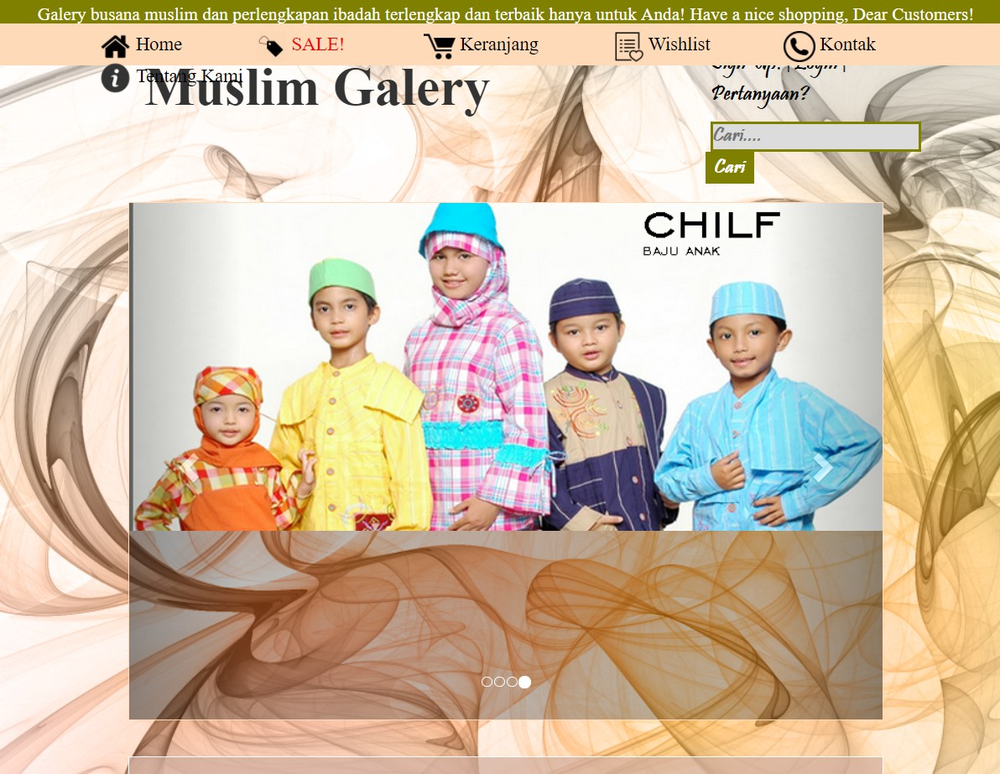 Galery busana muslim dan perlengkapan ibadah terlengkap dan terbaik hanya untuk Anda! Have a nice shopping, Dear Customers!
Home SALE! Keranjang Wishlist Kontak
Tentang Kami
Sign up! | Login |
Muslim Galery
Pertanyaan?
Cari....
Cari
CHILF
BAJU ANAK